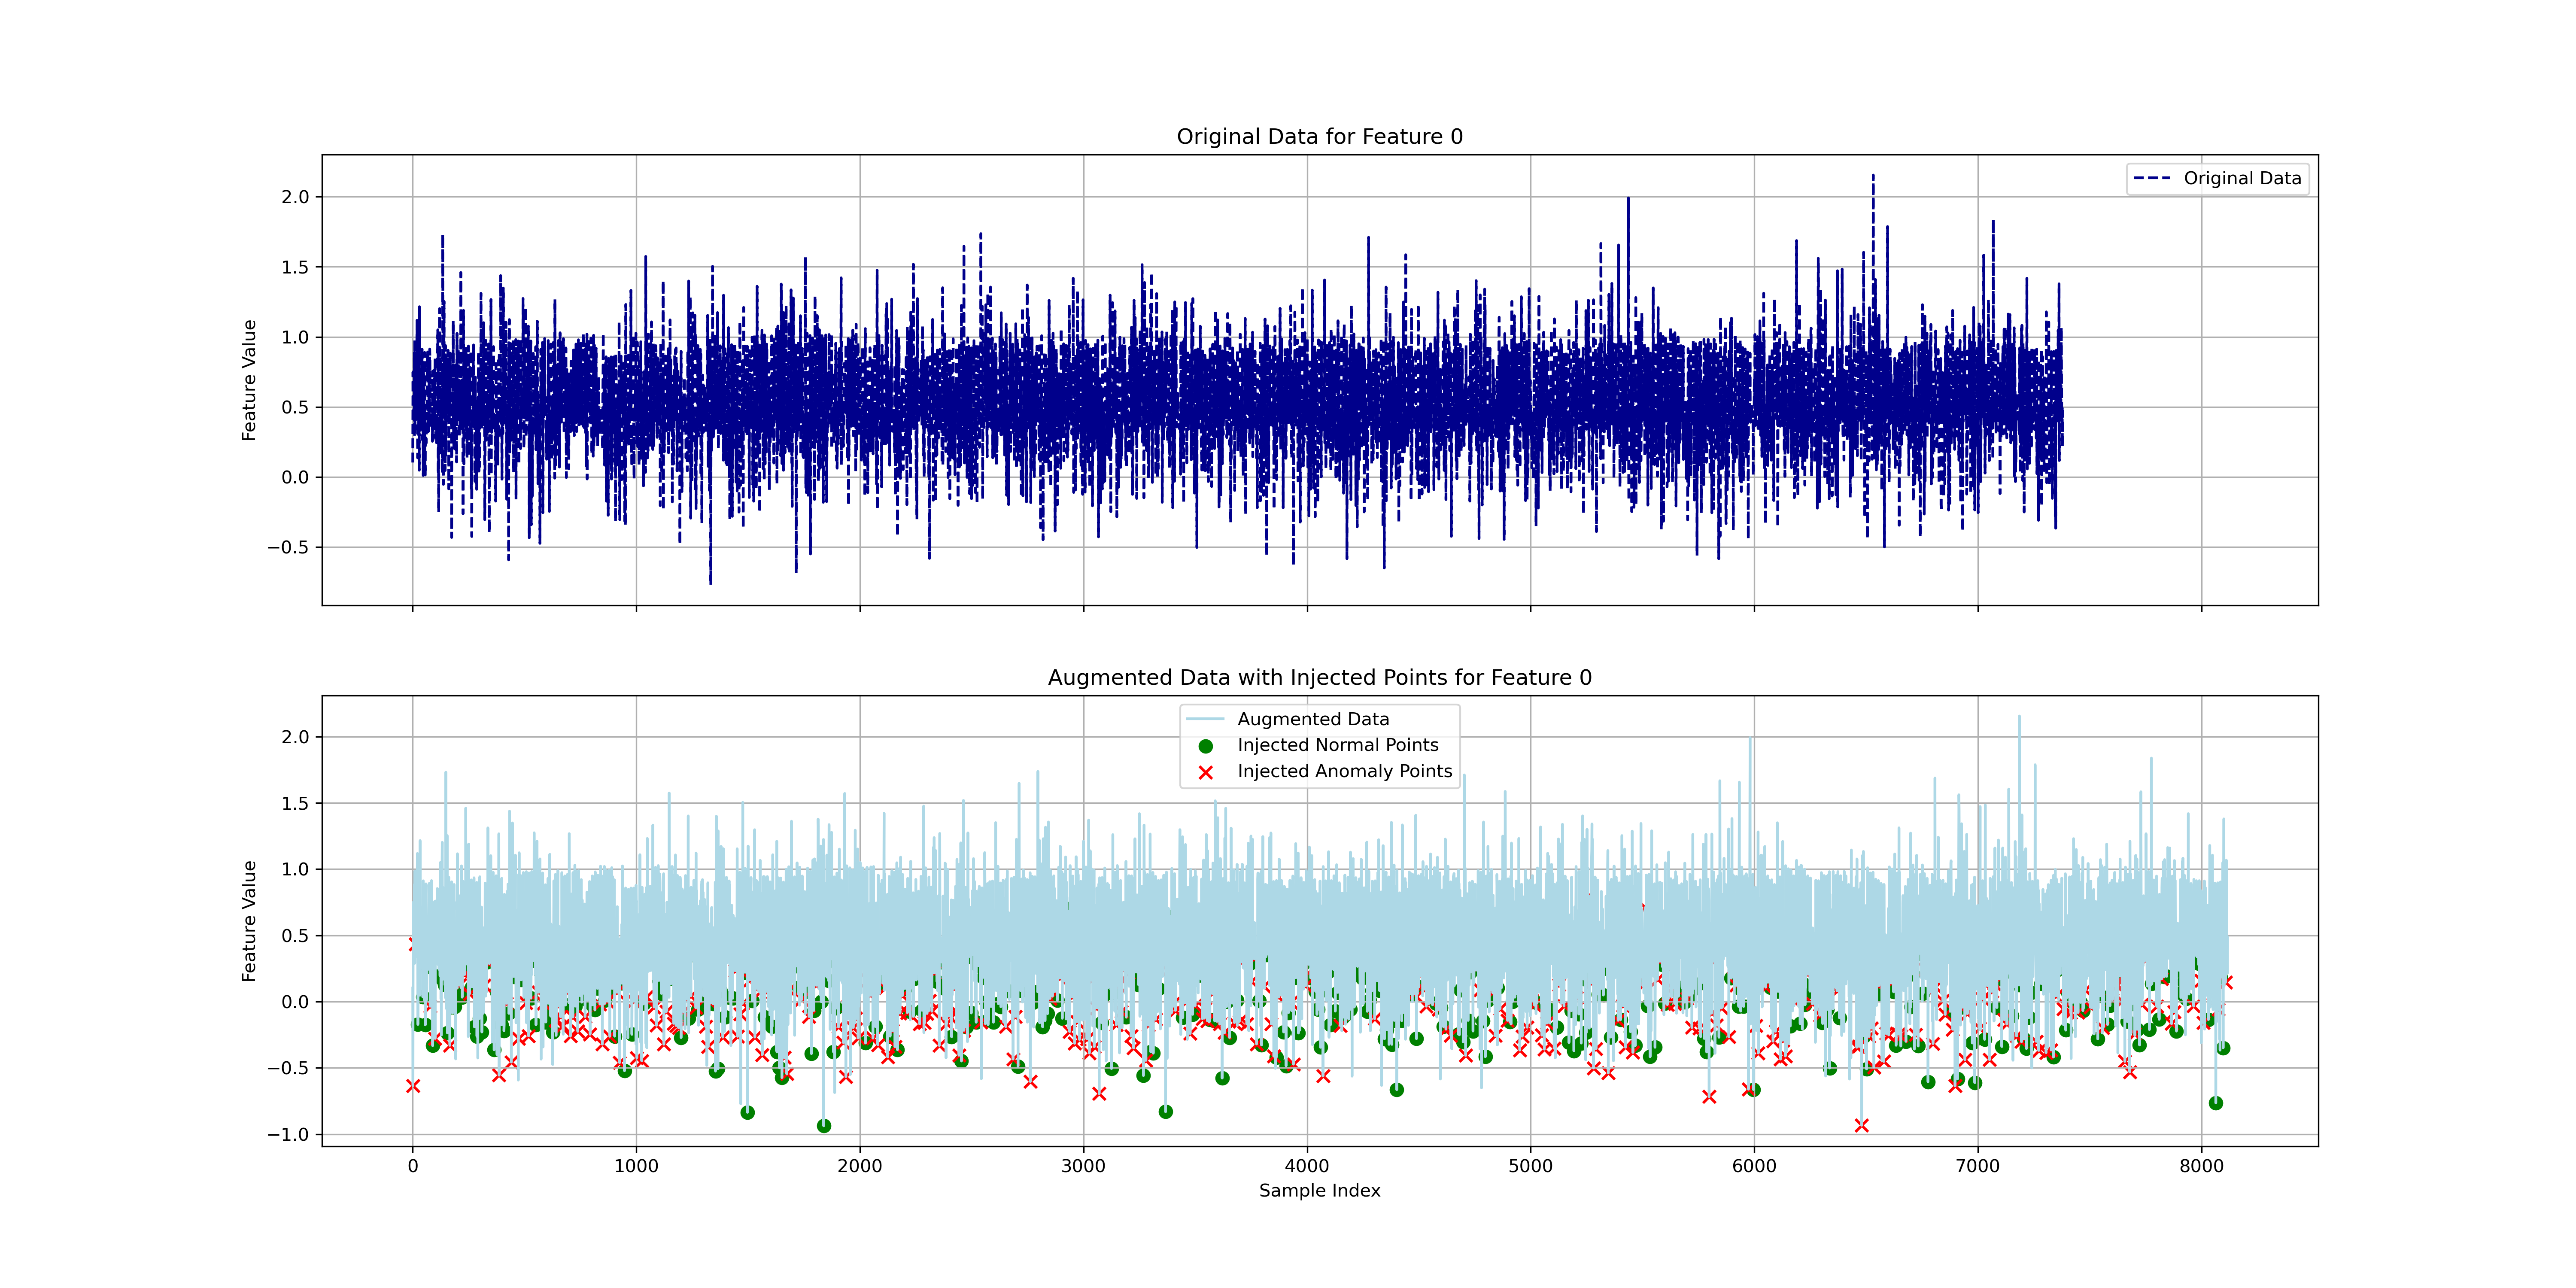 Original Data for Feature 0
Original Data
Feature Value
2.0
1.5
1.0
0.5
0.0
−0.5
Augmented Data with Injected Points for Feature 0
Augmented Data
Injected Normal Points
Injected Anomaly Points
Feature Value
2.0
1.5
1.0
0.5
0.0
−0.5
−1.0
0 1000 2000 3000 4000 5000 6000 7000 8000
Sample Index